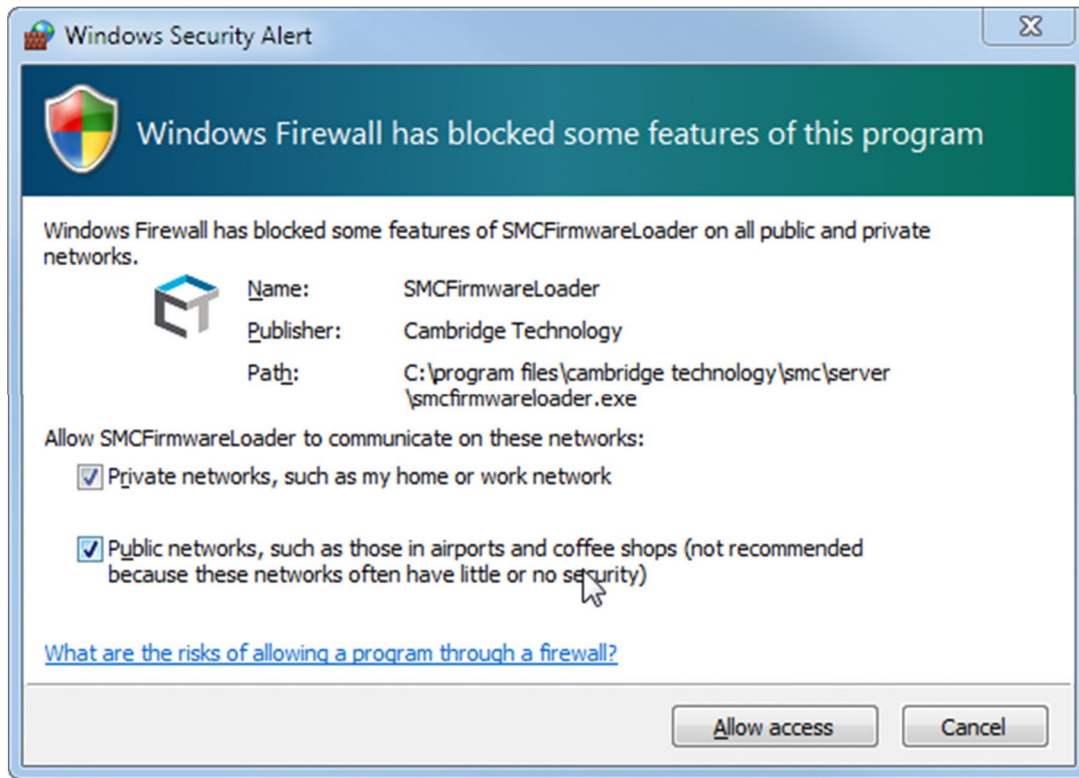 Windows Security Alert
Windows Firewall has blocked some features of this program
Windows Firewall has blocked some features of SMCFirmwareLoader on all public and private
networks.
Name: SMCFirmwareLoader
Publisher: Cambridge Technology
Path: C:\program files\cambridge technology\smc\server
\smcfirmwareloader.exe
Allow SMCFirmwareLoader to communicate on these networks:
Private networks, such as my home or work network
Public networks, such as those in airports and coffee shops (not recommended
because these networks often have little or no security)
What are the risks of allowing a program through a firewall?
Allow access Cancel